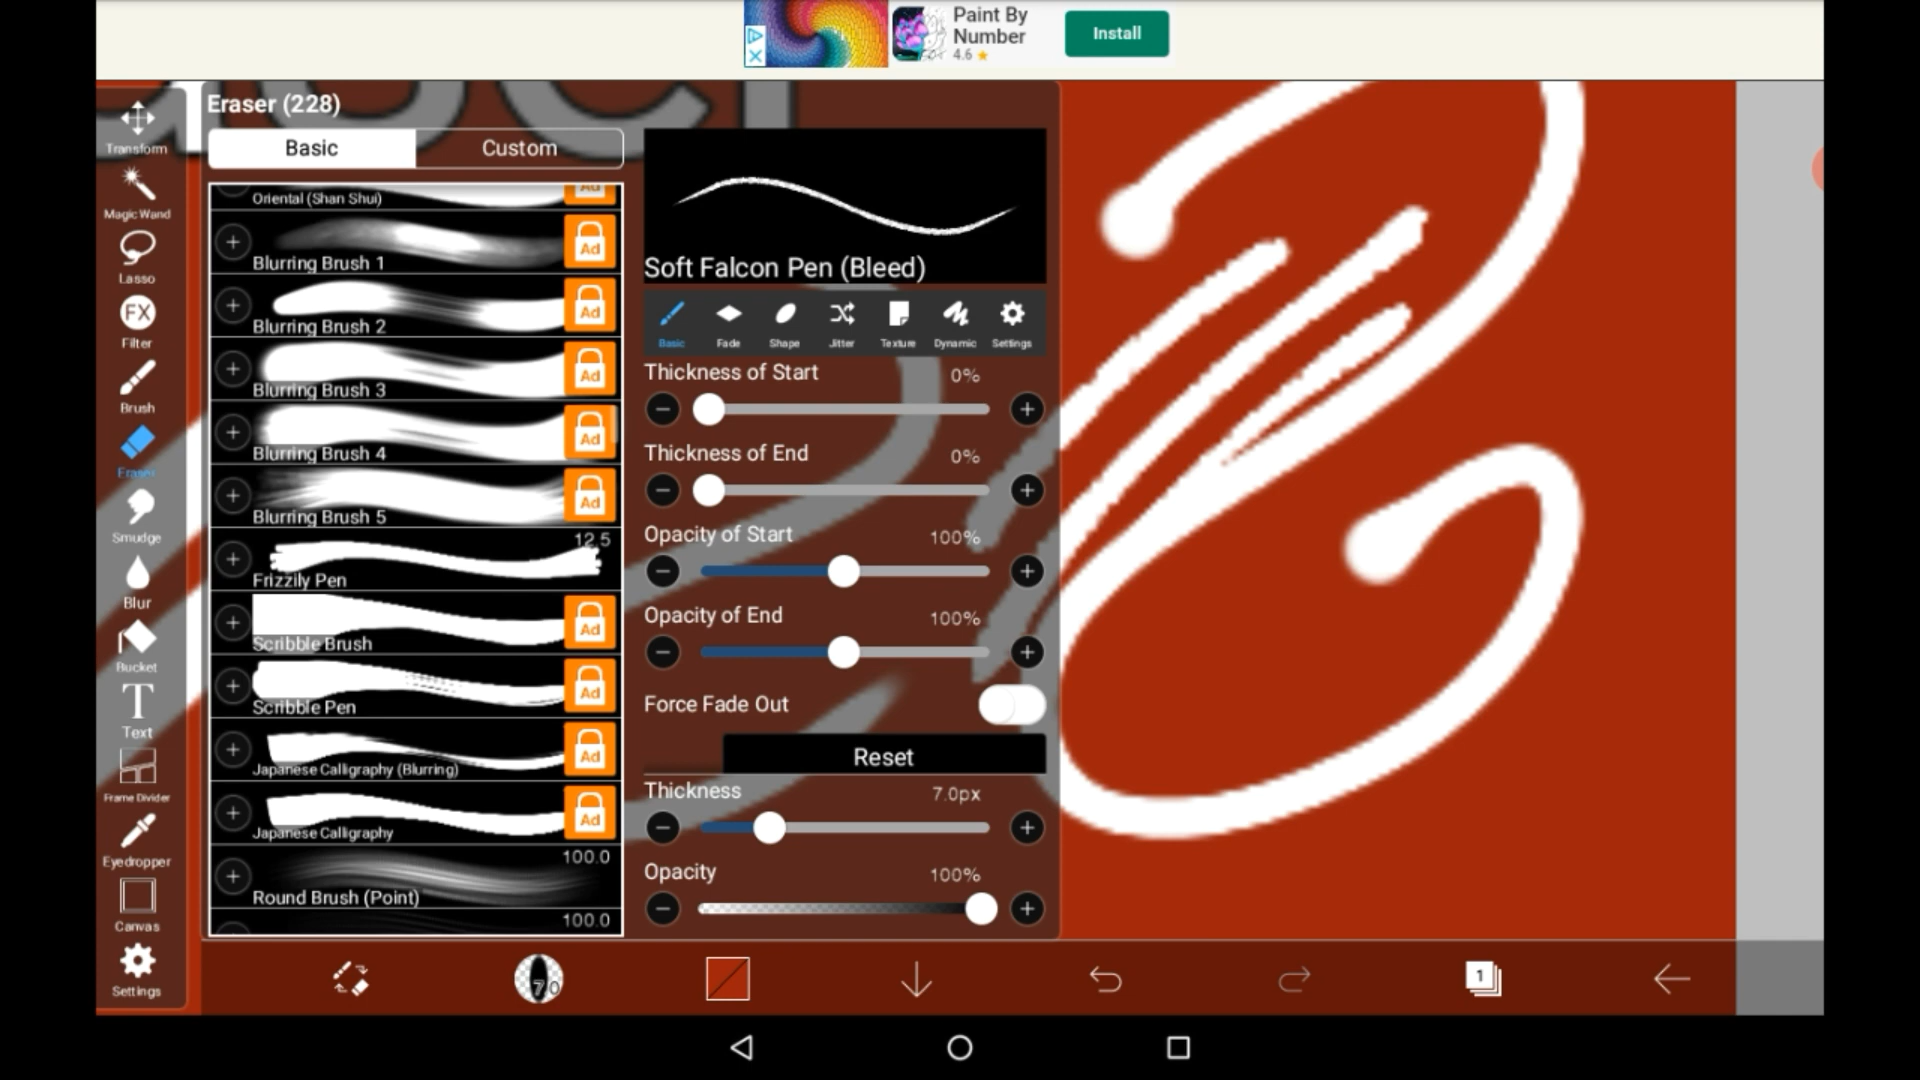 Paint By
Number
4.6 ★
Install
Eraser (228)
Basic
Custom
Transform
Magic Wand
Lasso
FX
Filter
Brush
Eraser
Smudge
Blur
Bucket
T
Text
Frame Divider
Eyedropper
Canvas
Settings
Oriental (Shan Shui)
Ad
Blurring Brush 1
Ad
Blurring Brush 2
Ad
Blurring Brush 3
Ad
Blurring Brush 4
Ad
Blurring Brush 5
Ad
12.5
Frizzily Pen
Scribble Brush
Ad
Scribble Pen
Ad
Japanese Calligraphy (Blurring)
Ad
Japanese Calligraphy
Ad
100.0
Round Brush (Point)
100.0
Soft Falcon Pen (Bleed)
Basic
Fade
Shape
Jitter
Texture
Dynamic
Settings
Thickness of Start 0%
Thickness of End 0%
Opacity of Start 100%
Opacity of End 100%
Force Fade Out
Reset
Thickness 7.0px
Opacity 100%
7.0
1